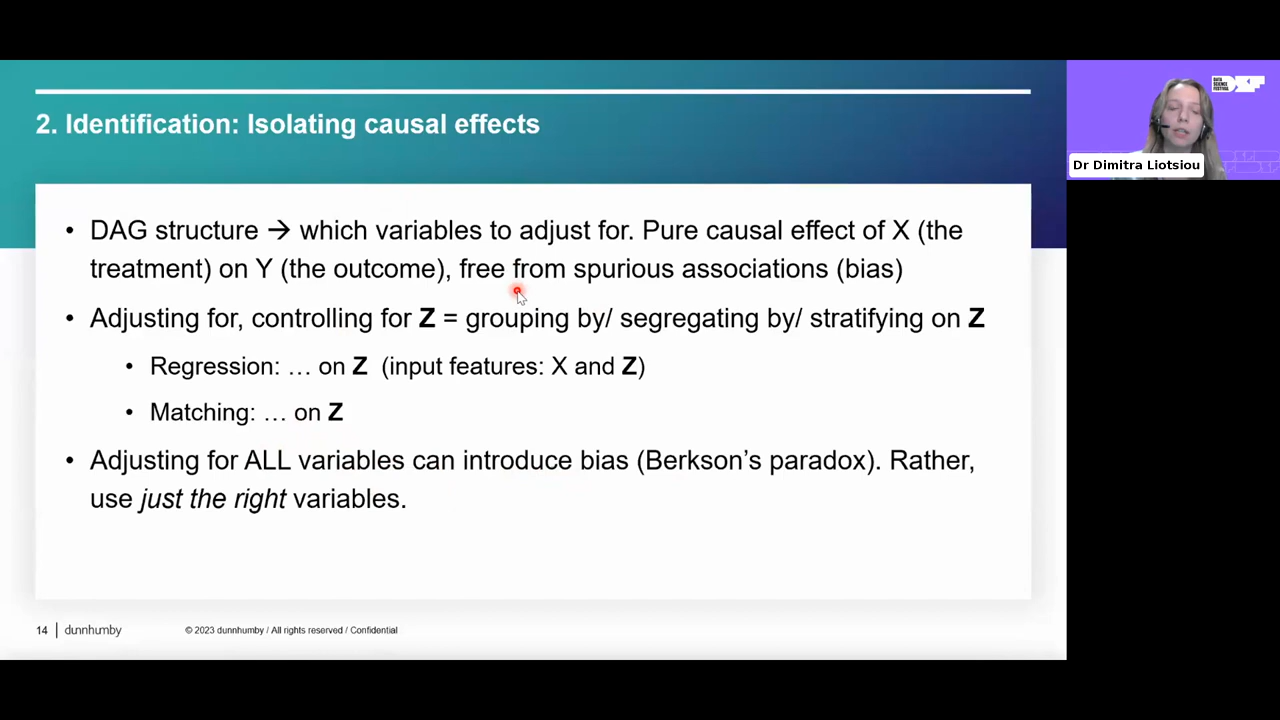 2. Identification: Isolating causal effects
• DAG structure → which variables to adjust for. Pure causal effect of X (the
treatment) on Y (the outcome), free from spurious associations (bias)
• Adjusting for, controlling for Z = grouping by/ segregating by/ stratifying on Z
• Regression: … on Z (input features: X and Z)
• Matching: … on Z
• Adjusting for ALL variables can introduce bias (Berkson’s paradox). Rather,
use just the right variables.
14 | dunnhumby © 2023 dunnhumby / All rights reserved / Confidential
DATA
SCIENCE
FESTIVAL
Dr Dimitra Liotsiou